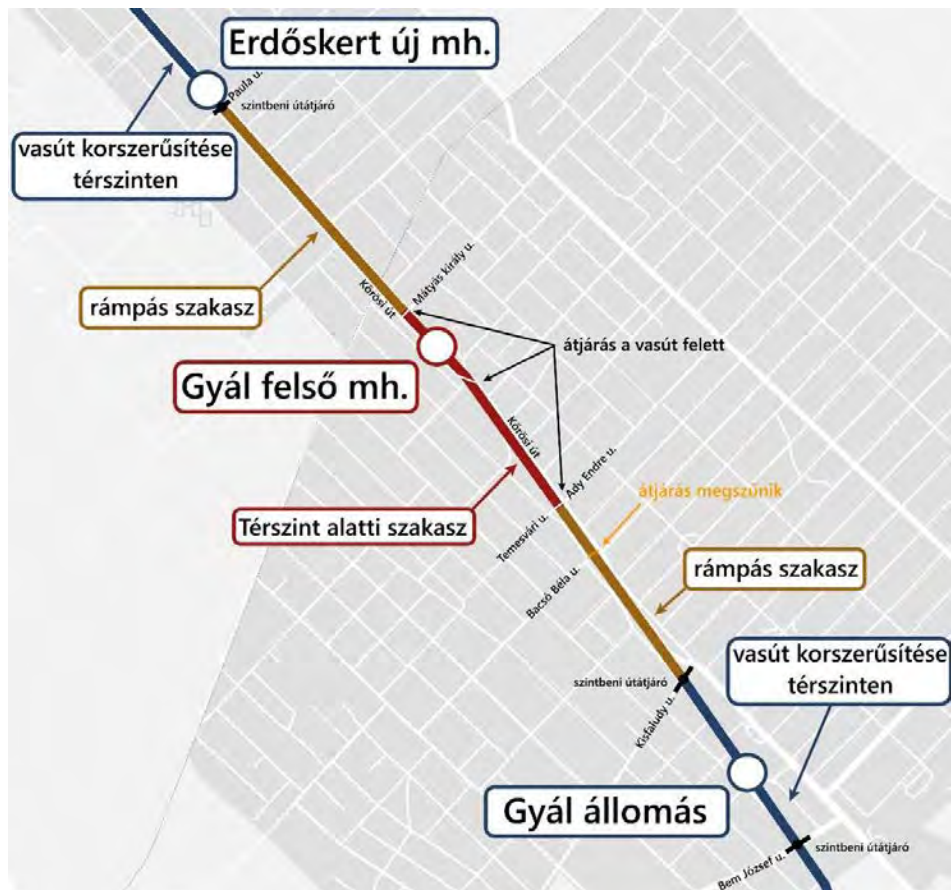 Erdőskert új mh.
Paula u.
szintbeni útátjáró
vasút korszerűsítése
térszinten
rámpás szakasz
Kőrösi út
Mátyás király u.
átjárás a vasút felett
Gyál felső mh.
Kőrösi út
Ady Endre u.
Térszint alatti szakasz
Temesvári u.
átjárás megszűnik
Bacsó Béla u.
rámpás szakasz
vasút korszerűsítése
térszinten
szintbeni útátjáró
Kisfaludy u.
Gyál állomás
Bem József u.
szintbeni útátjáró